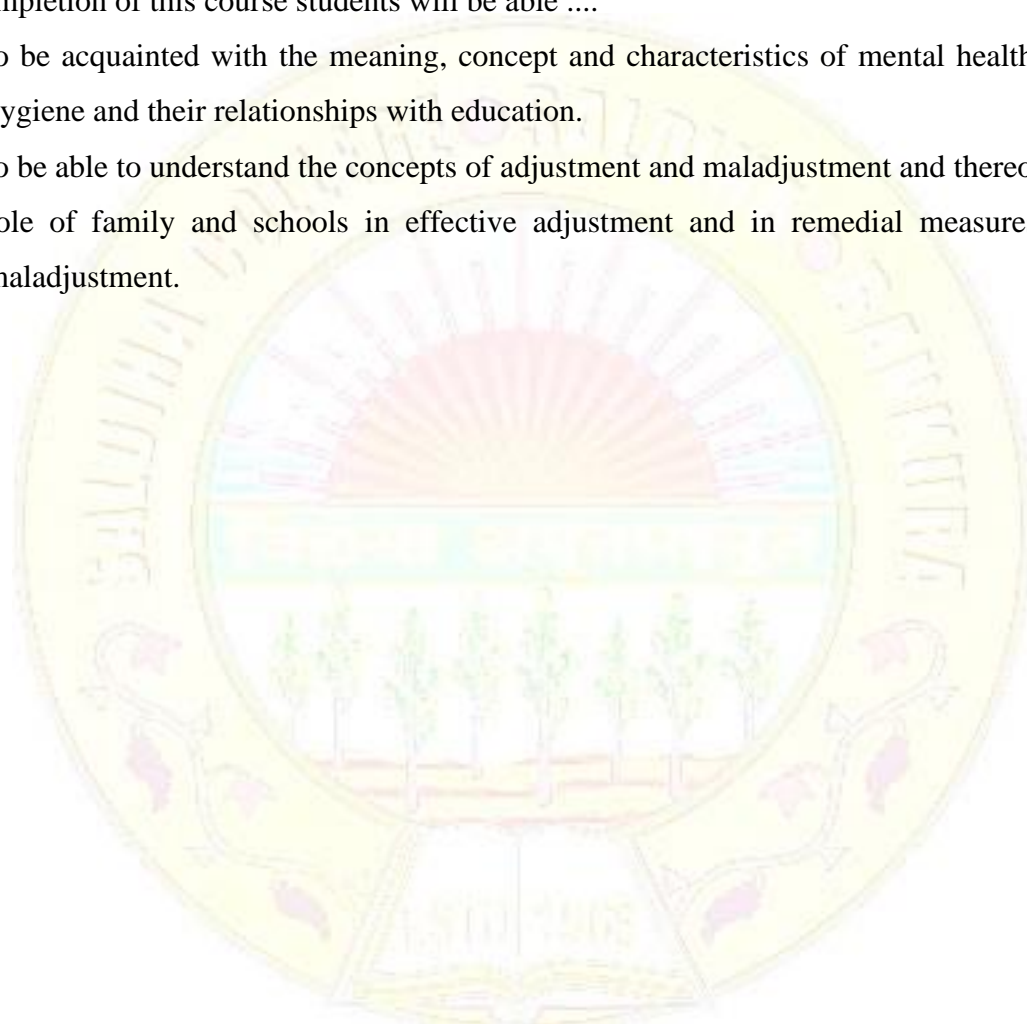 mpletion of this course students will be able ....
o be acquainted with the meaning, concept and characteristics of mental health
ygiene and their relationships with education.
o be able to understand the concepts of adjustment and maladjustment and thereo
ole of family and schools in effective adjustment and in remedial measure
naladjustment.
BANKURA